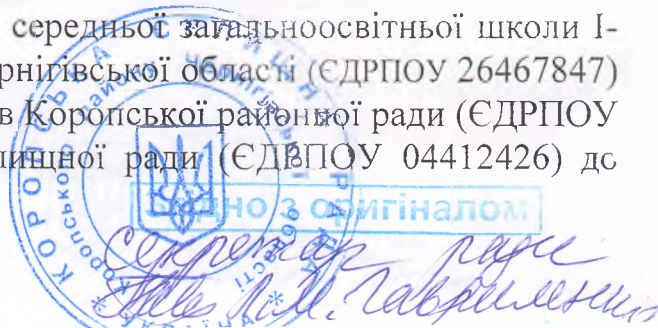 середньої загальноосвітньої школи І-
рнігівської області (ЄДРПОУ 26467847)
в Коропської районної ради (ЄДРПОУ
лищної ради (ЄДРПОУ 04412426) до
Згідно з оригіналом
секретар ради
Гавриленко